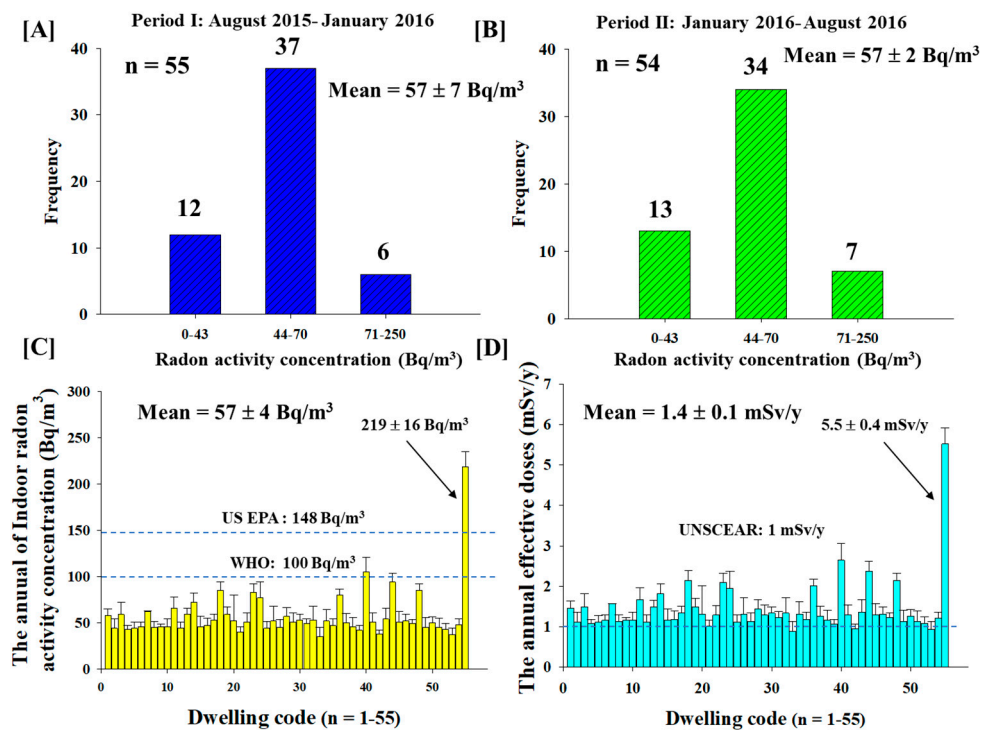 [A]
Period I: August 2015- January 2016
n = 55
Mean = 57 ± 7 Bq/m³
Frequency
40
30
20
10
0
12
37
6
0-43
44-70
71-250
Radon activity concentration (Bq/m³)
[B]
Period II: January 2016- August 2016
n = 54
Mean = 57 ± 2 Bq/m³
Frequency
40
30
20
10
0
13
34
7
0-43
44-70
71-250
Radon activity concentration (Bq/m³)
[C]
The annual of Indoor radon
activity concentration (Bq/m³)
300
250
200
150
100
50
0
Mean = 57 ± 4 Bq/m³
219 ± 16 Bq/m³
US EPA : 148 Bq/m³
WHO: 100 Bq/m³
0
10
20
30
40
50
Dwelling code (n = 1-55)
[D]
The annual effective doses (mSv/y)
7
6
5
4
3
2
1
0
Mean = 1.4 ± 0.1 mSv/y
5.5 ± 0.4 mSv/y
UNSCEAR: 1 mSv/y
0
10
20
30
40
50
Dwelling code (n = 1-55)